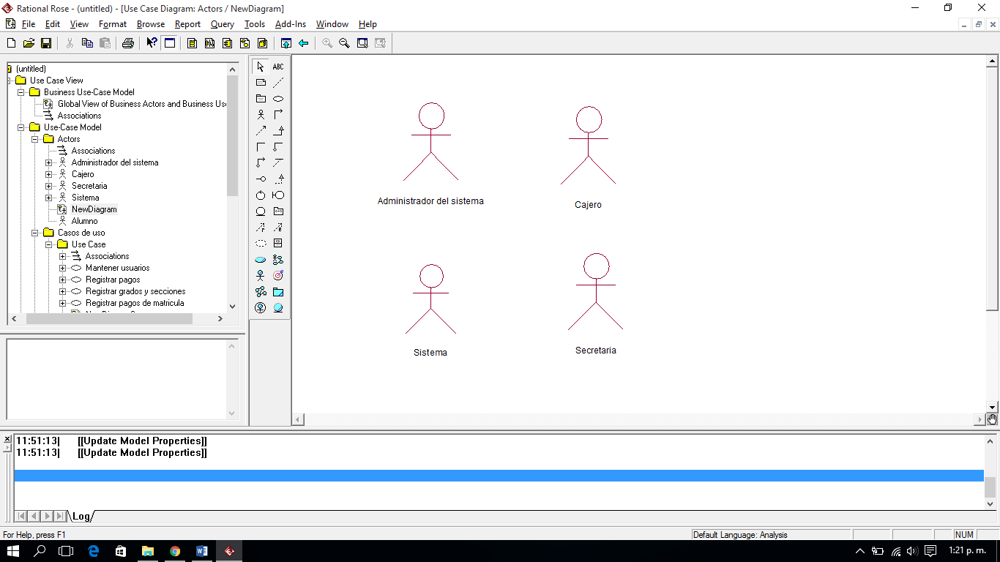 Rational Rose - (untitled) - [Use Case Diagram: Actors / NewDiagram]
File Edit View Format Browse Report Query Tools Add-Ins Window Help
(untitled)
Use Case View
Business Use-Case Model
Global View of Business Actors and Business Us
Associations
Use-Case Model
Actors
Associations
Administrador del sistema
Cajero
Secretaria
Sistema
NewDiagram
Alumno
Casos de uso
Use Case
Associations
Mantener usuarios
Registrar pagos
Registrar grados y secciones
Registrar pagos de matricula
ABC
Administrador del sistema
Cajero
Sistema
Secretaria
11:51:13| [[Update Model Properties]]
11:51:13| [[Update Model Properties]]
Log
For Help, press F1
Default Language: Analysis
NUM
1:21 p. m.